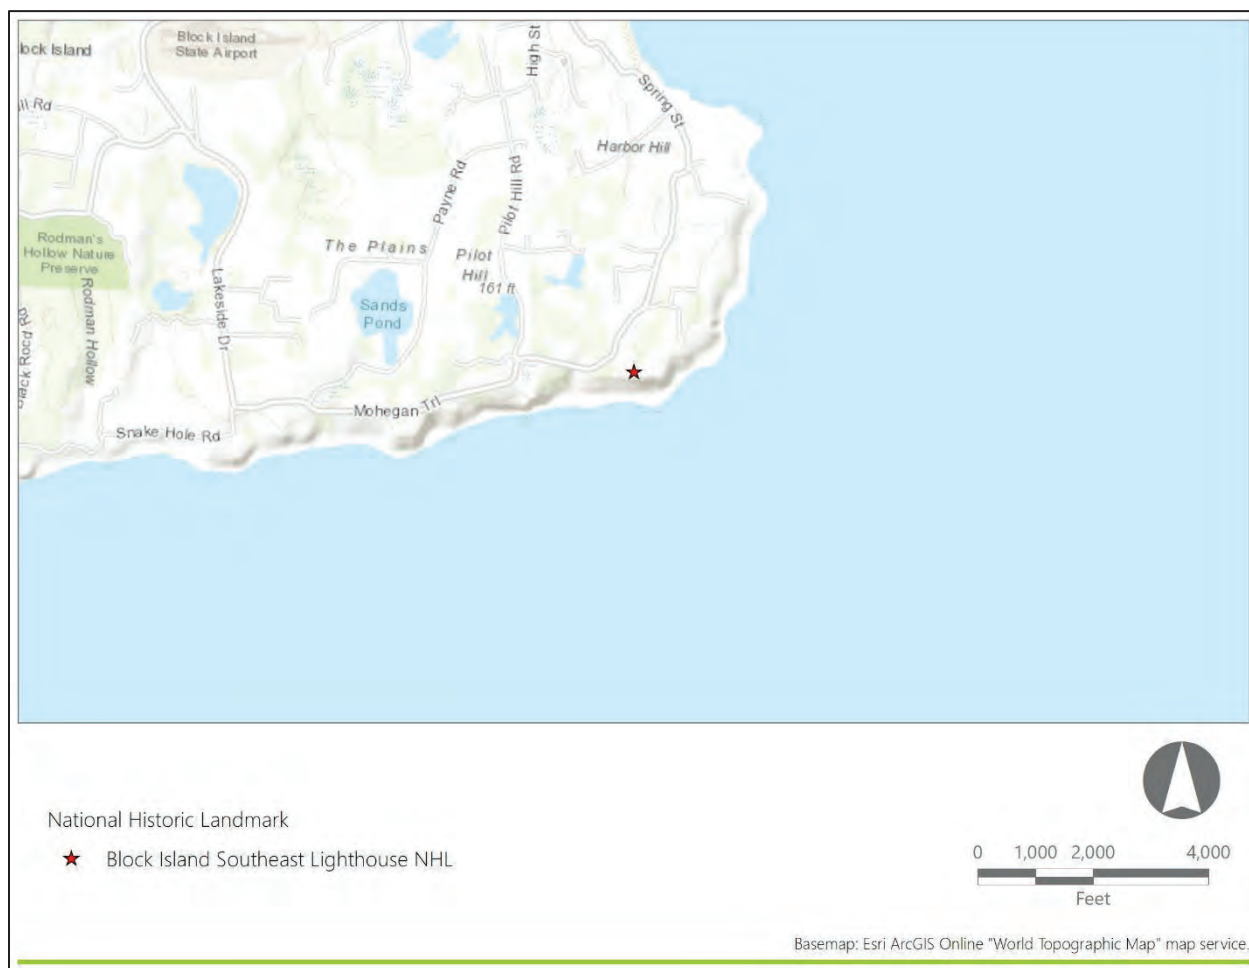 Block Island
State Airport
lock Island
High St
Spring St
ill Rd
Harbor Hill
Payne Rd
Pilot Hill Rd
Rodman's
Hollow Nature
Preserve
The Plains
Pilot
Hill
161 ft
Rodman Hollow
Lakeside Dr
Sands
Pond
Mohegan Trl
Snake Hole Rd
National Historic Landmark
Block Island Southeast Lighthouse NHL
0 1,000 2,000 4,000
Feet
Basemap: Esri ArcGIS Online "World Topographic Map" map service.